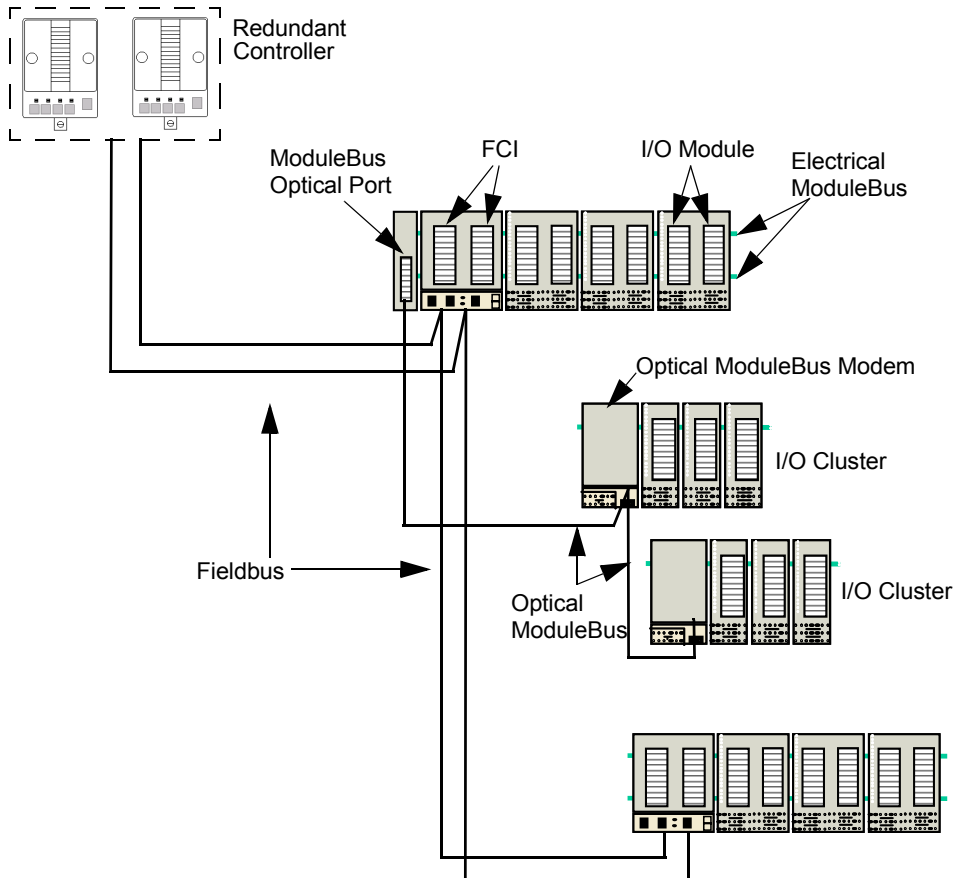 Redundant
Controller
ModuleBus
Optical Port
FCI
I/O Module
Electrical
ModuleBus
Optical ModuleBus Modem
I/O Cluster
Fieldbus
I/O Cluster
Optical
ModuleBus